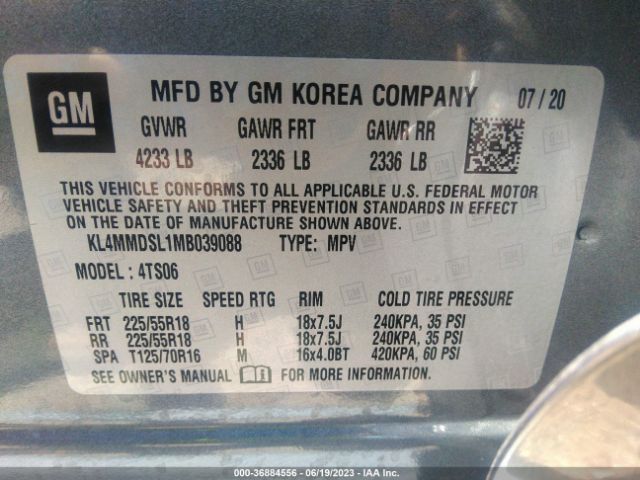 GM MFD BY GM KOREA COMPANY 07/20
GVWR GAWR FRT GAWR RR
4233 LB 2336 LB 2336 LB
THIS VEHICLE CONFORMS TO ALL APPLICABLE U.S. FEDERAL MOTOR
VEHICLE SAFETY AND THEFT PREVENTION STANDARDS IN EFFECT
ON THE DATE OF MANUFACTURE SHOWN ABOVE.
KL4MMDSL1MB039088 TYPE: MPV
MODEL: 4TS06
TIRE SIZE SPEED RTG RIM COLD TIRE PRESSURE
FRT 225/55R18 H 18x7.5J 240KPA, 35 PSI
RR 225/55R18 H 18x7.5J 240KPA, 35 PSI
SPA T125/70R16 M 16x4.0BT 420KPA, 60 PSI
SEE OWNER'S MANUAL FOR MORE INFORMATION.
000-36884556 - 06/19/2023 - IAA Inc.